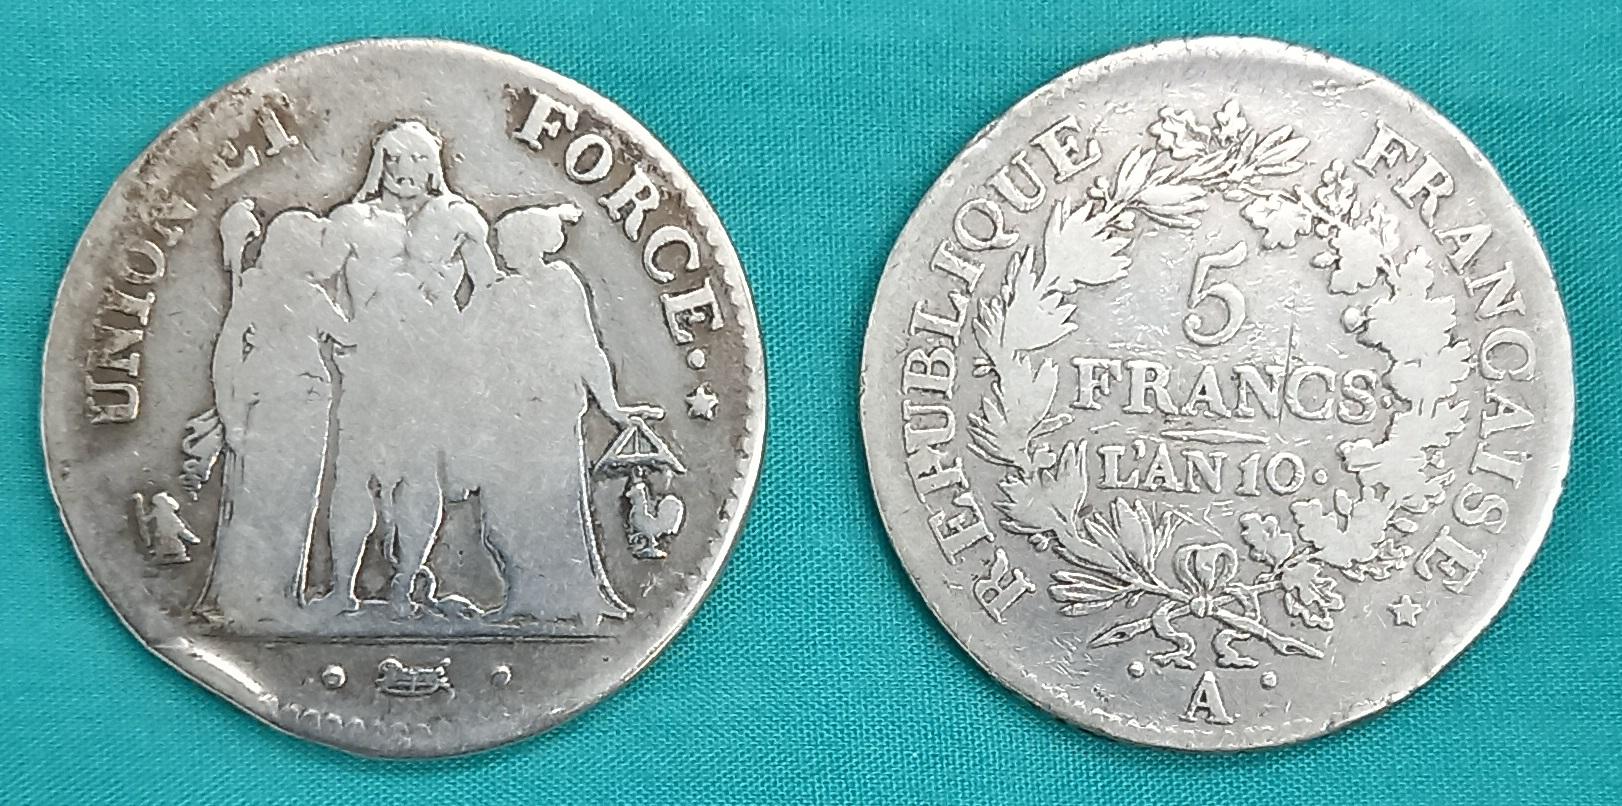 UNION ET FORCE.
REPUBLIQUE FRANÇAISE
5
FRANCS
L'AN 10.
A